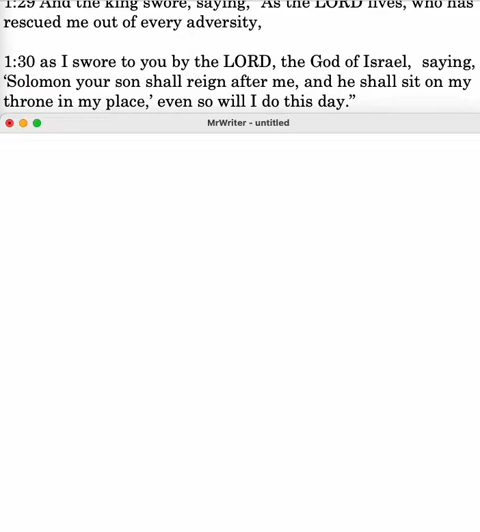 1:29 And the king swore, saying, “As the LORD lives, who has
rescued me out of every adversity,
1:30 as I swore to you by the LORD, the God of Israel, saying,
‘Solomon your son shall reign after me, and he shall sit on my
throne in my place,’ even so will I do this day.”
MrWriter - untitled